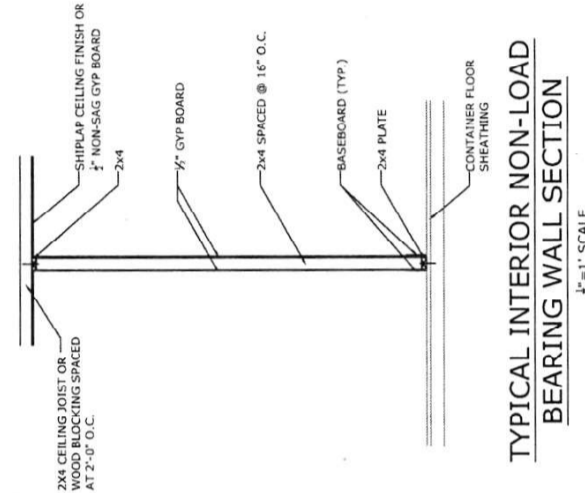 2X4 CEILING JOIST OR
WOOD BLOCKING SPACED
AT 2'-0" O.C.
SHIPLAP CEILING FINISH OR
½" NON-SAG GYP BOARD
2x4
½" GYP BOARD
2x4 SPACED @ 16" O.C.
BASEBOARD (TYP.)
2x4 PLATE
CONTAINER FLOOR
SHEATHING
TYPICAL INTERIOR NON-LOAD
BEARING WALL SECTION
=1' SCALE